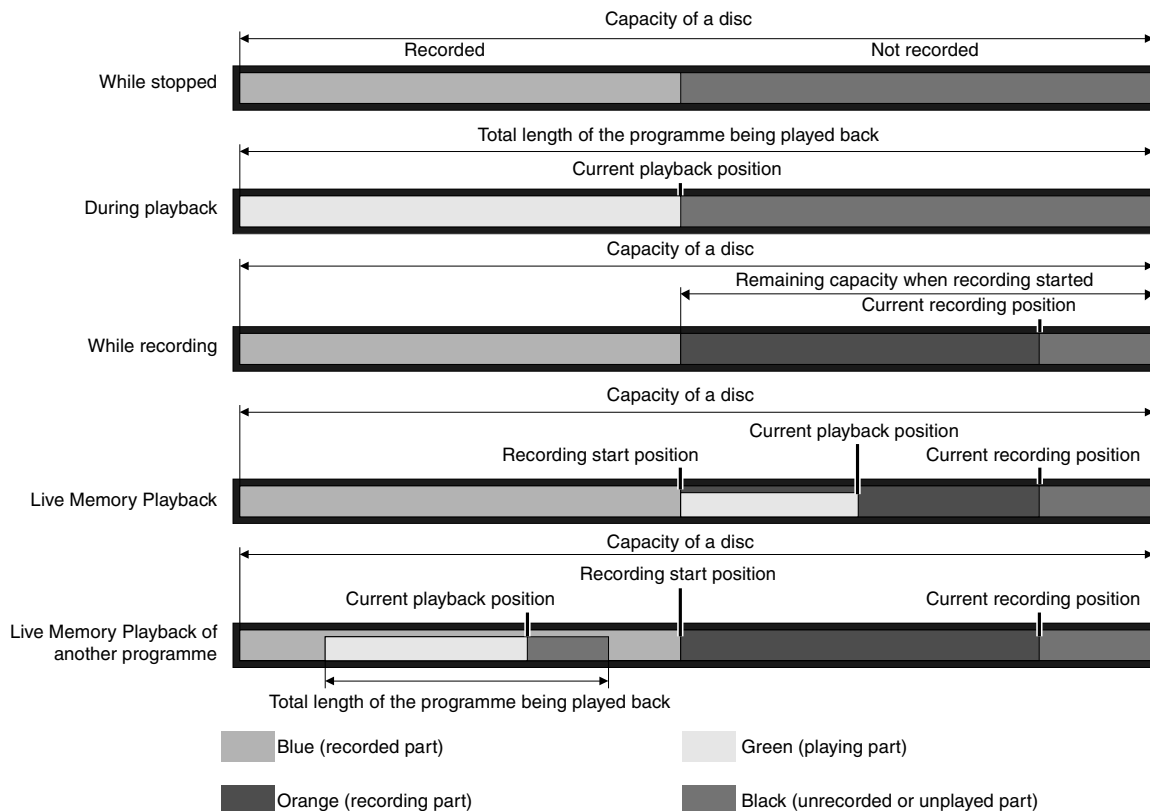 Capacity of a disc
Recorded
Not recorded
While stopped
Total length of the programme being played back
Current playback position
During playback
Capacity of a disc
Remaining capacity when recording started
Current recording position
While recording
Capacity of a disc
Current playback position
Recording start position
Current recording position
Live Memory Playback
Capacity of a disc
Recording start position
Current playback position
Current recording position
Live Memory Playback of
another programme
Total length of the programme being played back
Blue (recorded part)
Green (playing part)
Orange (recording part)
Black (unrecorded or unplayed part)